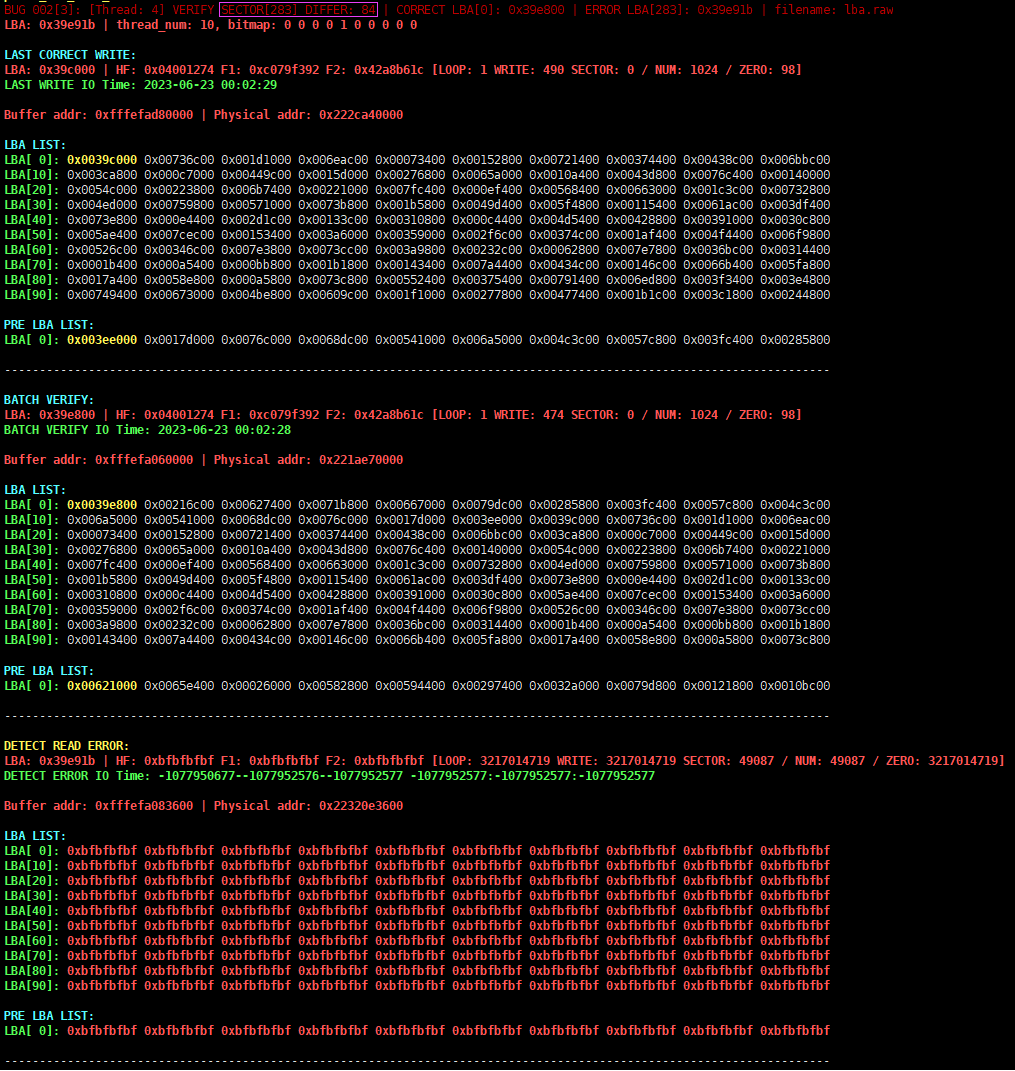 BUG 002[3]: [Thread: 4] VERIFY SECTOR[283] DIFFER: 84 | CORRECT LBA[0]: 0x39e800 | ERROR LBA[283]: 0x39e91b | filename: lba.raw
LBA: 0x39e91b | thread_num: 10, bitmap: 0 0 0 0 1 0 0 0 0 0
LAST CORRECT WRITE:
LBA: 0x39c000 | HF: 0x04001274 F1: 0xc079f392 F2: 0x42a8b61c [LOOP: 1 WRITE: 490 SECTOR: 0 / NUM: 1024 / ZERO: 98]
LAST WRITE IO Time: 2023-06-23 00:02:29
Buffer addr: 0xfffefad80000 | Physical addr: 0x222ca40000
LBA LIST:
LBA[ 0]: 0x0039c000 0x00736c00 0x001d1000 0x006eac00 0x00073400 0x00152800 0x00721400 0x00374400 0x00438c00 0x006bbc00
LBA[10]: 0x003ca800 0x000c7000 0x00449c00 0x0015d000 0x00276800 0x0065a000 0x0010a400 0x0043d800 0x0076c400 0x00140000
LBA[20]: 0x0054c000 0x00223800 0x006b7400 0x00221000 0x007fc400 0x000ef400 0x00568400 0x00663000 0x001c3c00 0x00732800
LBA[30]: 0x004ed000 0x00759800 0x00571000 0x0073b800 0x001b5800 0x0049d400 0x005f4800 0x00115400 0x0061ac00 0x003df400
LBA[40]: 0x0073e800 0x000e4400 0x002d1c00 0x00133c00 0x00310800 0x000c4400 0x004d5400 0x00428800 0x00391000 0x0030c800
LBA[50]: 0x005ae400 0x007cec00 0x00153400 0x003a6000 0x00359000 0x002f6c00 0x00374c00 0x001af400 0x004f4400 0x006f9800
LBA[60]: 0x00526c00 0x00346c00 0x007e3800 0x0073cc00 0x003a9800 0x00232c00 0x00062800 0x007e7800 0x0036bc00 0x00314400
LBA[70]: 0x0001b400 0x000a5400 0x000bb800 0x001b1800 0x00143400 0x007a4400 0x00434c00 0x00146c00 0x0066b400 0x005fa800
LBA[80]: 0x0017a400 0x0058e800 0x000a5800 0x0073c800 0x00552400 0x00375400 0x00791400 0x006ed800 0x003f3400 0x003e4800
LBA[90]: 0x00749400 0x00673000 0x004be800 0x00609c00 0x001f1000 0x00277800 0x00477400 0x001b1c00 0x003c1800 0x00244800
PRE LBA LIST:
LBA[ 0]: 0x003ee000 0x0017d000 0x0076c000 0x0068dc00 0x00541000 0x006a5000 0x004c3c00 0x0057c800 0x003fc400 0x00285800
----------------------------------------------------------------------------------------------------------------------
BATCH VERIFY:
LBA: 0x39e800 | HF: 0x04001274 F1: 0xc079f392 F2: 0x42a8b61c [LOOP: 1 WRITE: 474 SECTOR: 0 / NUM: 1024 / ZERO: 98]
BATCH VERIFY IO Time: 2023-06-23 00:02:28
Buffer addr: 0xfffefa060000 | Physical addr: 0x221ae70000
LBA LIST:
LBA[ 0]: 0x0039e800 0x00216c00 0x00627400 0x0071b800 0x00667000 0x0079dc00 0x00285800 0x003fc400 0x0057c800 0x004c3c00
LBA[10]: 0x006a5000 0x00541000 0x0068dc00 0x0076c000 0x0017d000 0x003ee000 0x0039c000 0x00736c00 0x001d1000 0x006eac00
LBA[20]: 0x00073400 0x00152800 0x00721400 0x00374400 0x00438c00 0x006bbc00 0x003ca800 0x000c7000 0x00449c00 0x0015d000
LBA[30]: 0x00276800 0x0065a000 0x0010a400 0x0043d800 0x0076c400 0x00140000 0x0054c000 0x00223800 0x006b7400 0x00221000
LBA[40]: 0x007fc400 0x000ef400 0x00568400 0x00663000 0x001c3c00 0x00732800 0x004ed000 0x00759800 0x00571000 0x0073b800
LBA[50]: 0x001b5800 0x0049d400 0x005f4800 0x00115400 0x0061ac00 0x003df400 0x0073e800 0x000e4400 0x002d1c00 0x00133c00
LBA[60]: 0x00310800 0x000c4400 0x004d5400 0x00428800 0x00391000 0x0030c800 0x005ae400 0x007cec00 0x00153400 0x003a6000
LBA[70]: 0x00359000 0x002f6c00 0x00374c00 0x001af400 0x004f4400 0x006f9800 0x00526c00 0x00346c00 0x007e3800 0x0073cc00
LBA[80]: 0x003a9800 0x00232c00 0x00062800 0x007e7800 0x0036bc00 0x00314400 0x0001b400 0x000a5400 0x000bb800 0x001b1800
LBA[90]: 0x00143400 0x007a4400 0x00434c00 0x00146c00 0x0066b400 0x005fa800 0x0017a400 0x0058e800 0x000a5800 0x0073c800
PRE LBA LIST:
LBA[ 0]: 0x00621000 0x0065e400 0x00026000 0x00582800 0x00594400 0x00297400 0x0032a000 0x0079d800 0x00121800 0x0010bc00
----------------------------------------------------------------------------------------------------------------------
DETECT READ ERROR:
LBA: 0x39e91b | HF: 0xbfbfbfbf F1: 0xbfbfbfbf F2: 0xbfbfbfbf [LOOP: 3217014719 WRITE: 3217014719 SECTOR: 49087 / NUM: 49087 / ZERO: 3217014719]
DETECT ERROR IO Time: -1077950677--1077952576--1077952577 -1077952577:-1077952577:-1077952577
Buffer addr: 0xfffefa083600 | Physical addr: 0x22320e3600
LBA LIST:
LBA[ 0]: 0xbfbfbfbf 0xbfbfbfbf 0xbfbfbfbf 0xbfbfbfbf 0xbfbfbfbf 0xbfbfbfbf 0xbfbfbfbf 0xbfbfbfbf 0xbfbfbfbf 0xbfbfbfbf
LBA[10]: 0xbfbfbfbf 0xbfbfbfbf 0xbfbfbfbf 0xbfbfbfbf 0xbfbfbfbf 0xbfbfbfbf 0xbfbfbfbf 0xbfbfbfbf 0xbfbfbfbf 0xbfbfbfbf
LBA[20]: 0xbfbfbfbf 0xbfbfbfbf 0xbfbfbfbf 0xbfbfbfbf 0xbfbfbfbf 0xbfbfbfbf 0xbfbfbfbf 0xbfbfbfbf 0xbfbfbfbf 0xbfbfbfbf
LBA[30]: 0xbfbfbfbf 0xbfbfbfbf 0xbfbfbfbf 0xbfbfbfbf 0xbfbfbfbf 0xbfbfbfbf 0xbfbfbfbf 0xbfbfbfbf 0xbfbfbfbf 0xbfbfbfbf
LBA[40]: 0xbfbfbfbf 0xbfbfbfbf 0xbfbfbfbf 0xbfbfbfbf 0xbfbfbfbf 0xbfbfbfbf 0xbfbfbfbf 0xbfbfbfbf 0xbfbfbfbf 0xbfbfbfbf
LBA[50]: 0xbfbfbfbf 0xbfbfbfbf 0xbfbfbfbf 0xbfbfbfbf 0xbfbfbfbf 0xbfbfbfbf 0xbfbfbfbf 0xbfbfbfbf 0xbfbfbfbf 0xbfbfbfbf
LBA[60]: 0xbfbfbfbf 0xbfbfbfbf 0xbfbfbfbf 0xbfbfbfbf 0xbfbfbfbf 0xbfbfbfbf 0xbfbfbfbf 0xbfbfbfbf 0xbfbfbfbf 0xbfbfbfbf
LBA[70]: 0xbfbfbfbf 0xbfbfbfbf 0xbfbfbfbf 0xbfbfbfbf 0xbfbfbfbf 0xbfbfbfbf 0xbfbfbfbf 0xbfbfbfbf 0xbfbfbfbf 0xbfbfbfbf
LBA[80]: 0xbfbfbfbf 0xbfbfbfbf 0xbfbfbfbf 0xbfbfbfbf 0xbfbfbfbf 0xbfbfbfbf 0xbfbfbfbf 0xbfbfbfbf 0xbfbfbfbf 0xbfbfbfbf
LBA[90]: 0xbfbfbfbf 0xbfbfbfbf 0xbfbfbfbf 0xbfbfbfbf 0xbfbfbfbf 0xbfbfbfbf 0xbfbfbfbf 0xbfbfbfbf 0xbfbfbfbf 0xbfbfbfbf
PRE LBA LIST:
LBA[ 0]: 0xbfbfbfbf 0xbfbfbfbf 0xbfbfbfbf 0xbfbfbfbf 0xbfbfbfbf 0xbfbfbfbf 0xbfbfbfbf 0xbfbfbfbf 0xbfbfbfbf 0xbfbfbfbf
----------------------------------------------------------------------------------------------------------------------